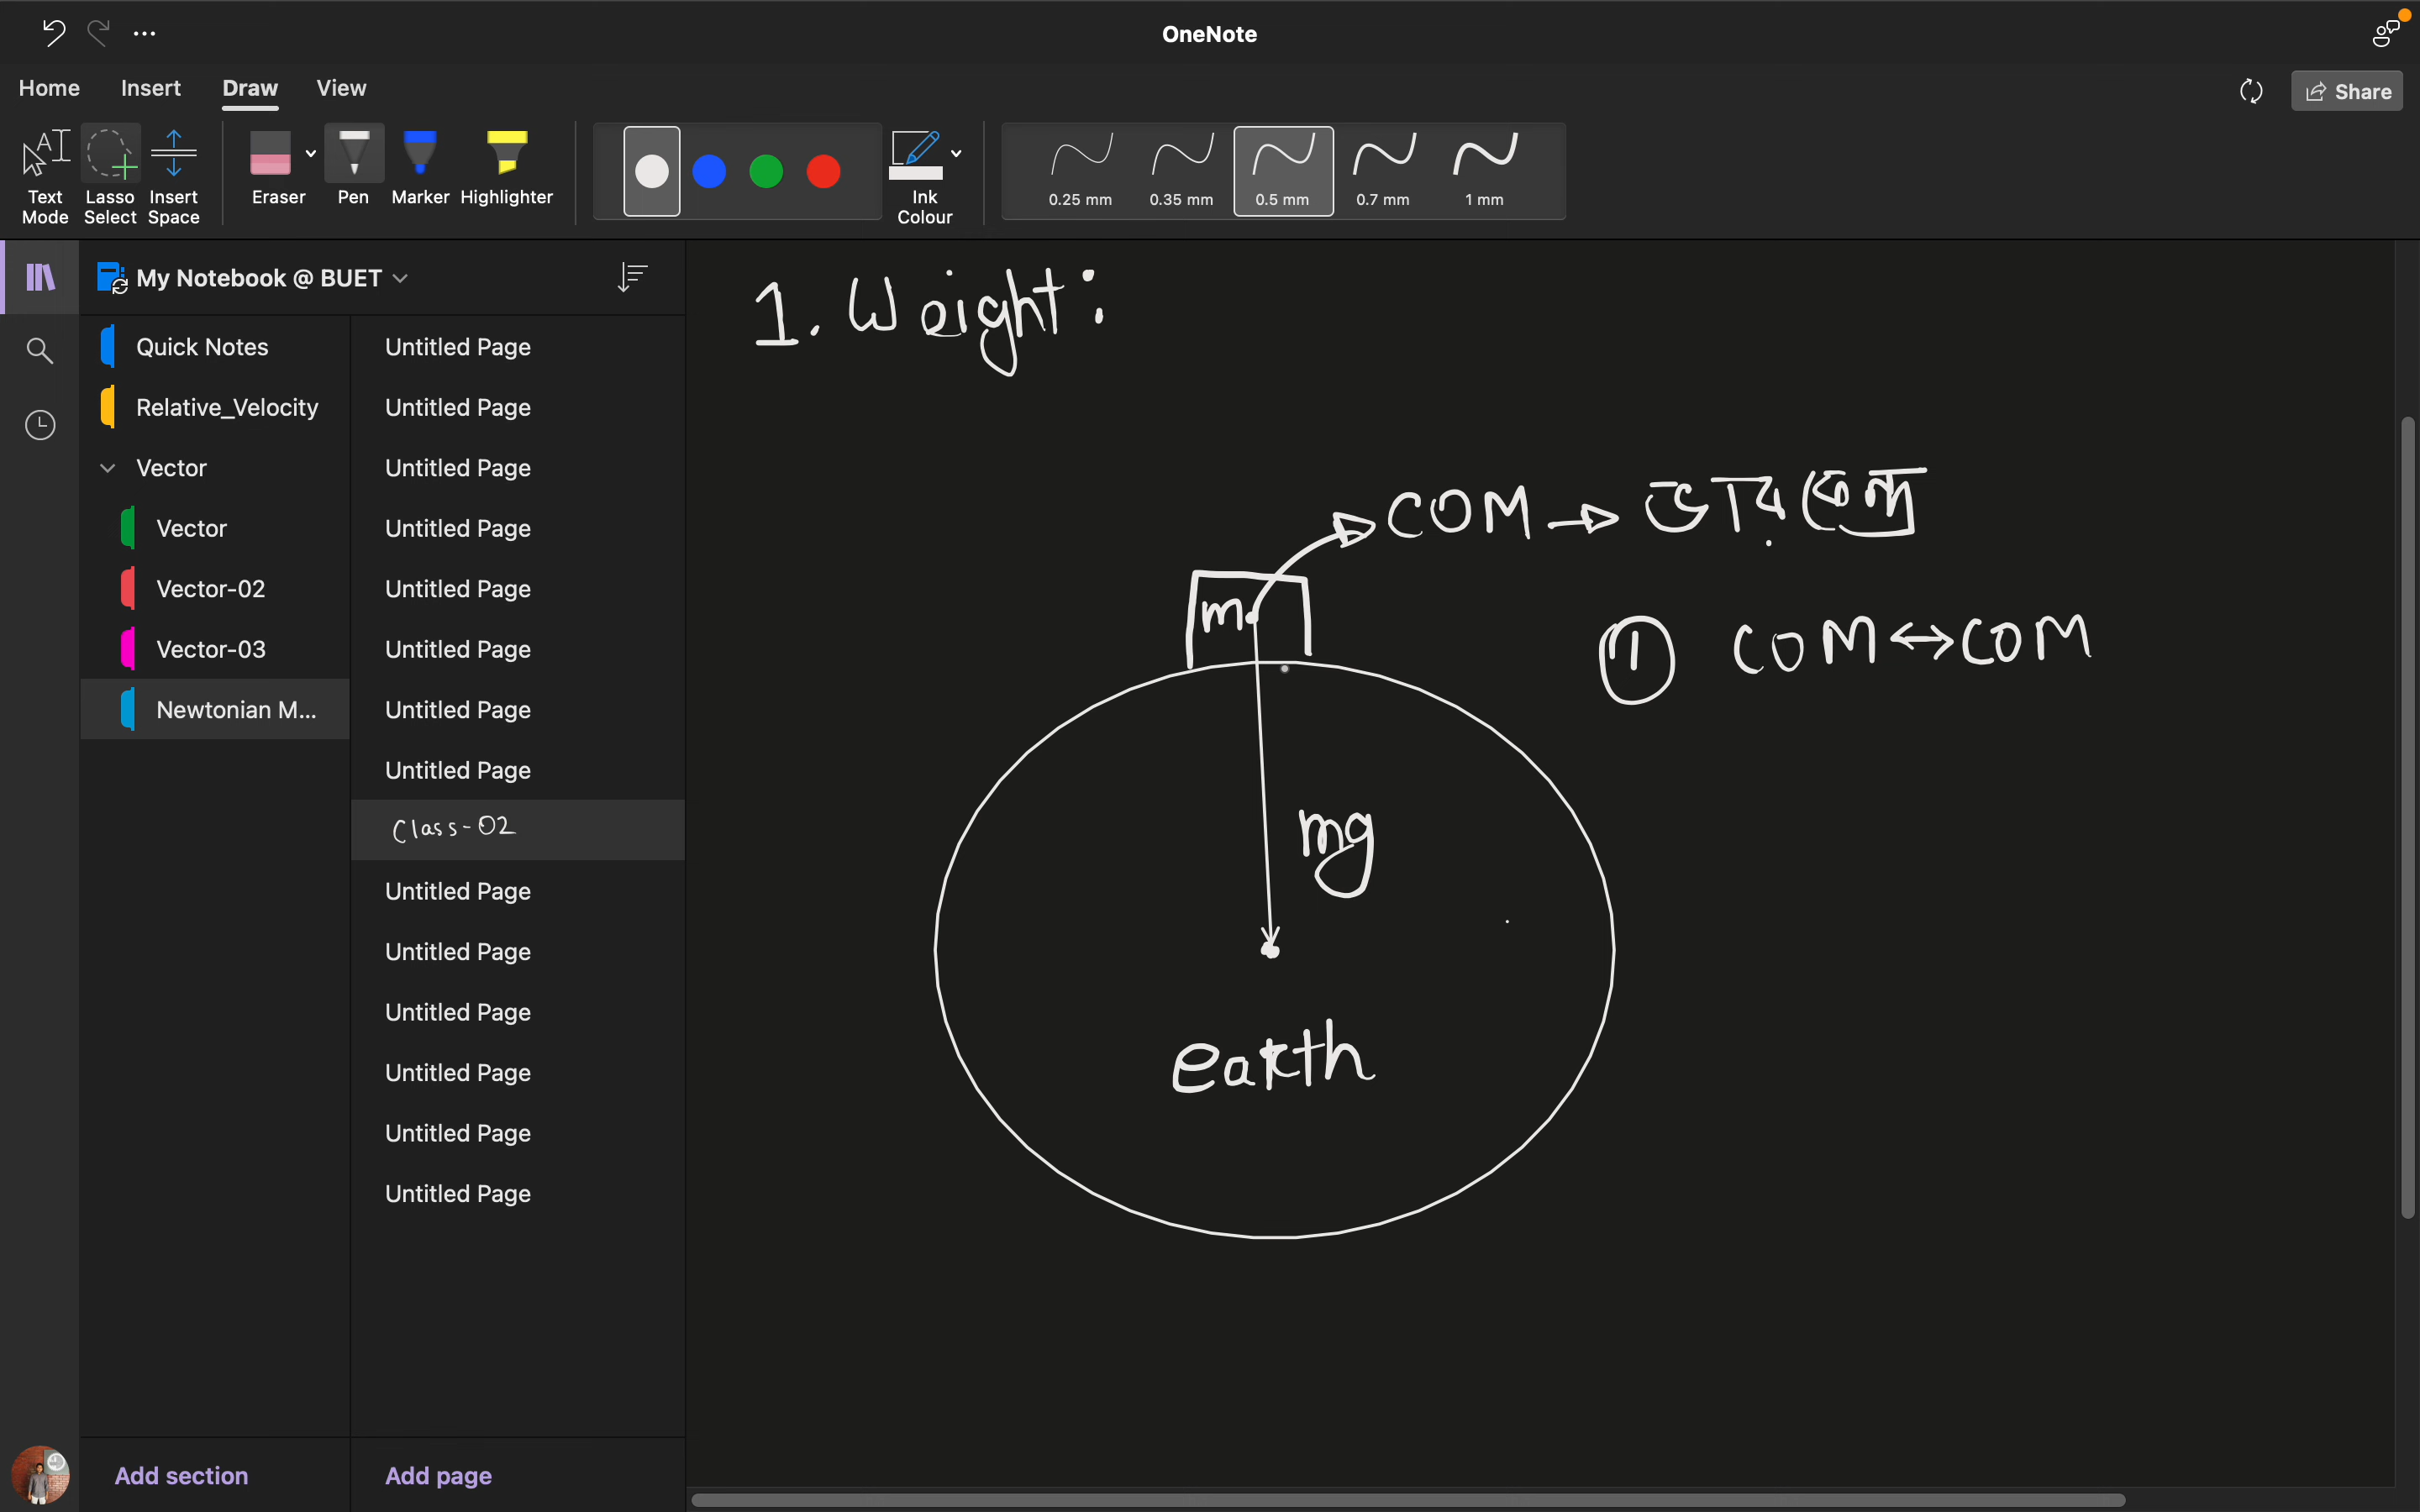 OneNote
Home Insert Draw View
Share
Text Mode
Lasso Select
Insert Space
Eraser
Pen
Marker
Highlighter
Ink Colour
0.25 mm
0.35 mm
0.5 mm
0.7 mm
1 mm
My Notebook @ BUET
Quick Notes
Relative_Velocity
Vector
Vector
Vector-02
Vector-03
Newtonian M...
Add section
Untitled Page
Untitled Page
Untitled Page
Untitled Page
Untitled Page
Untitled Page
Untitled Page
Untitled Page
Class-02
Untitled Page
Untitled Page
Untitled Page
Untitled Page
Untitled Page
Untitled Page
Add page
1. Weight:
COM → ভরকেন্দ্র
m
① COM ↔ COM
mg
earth